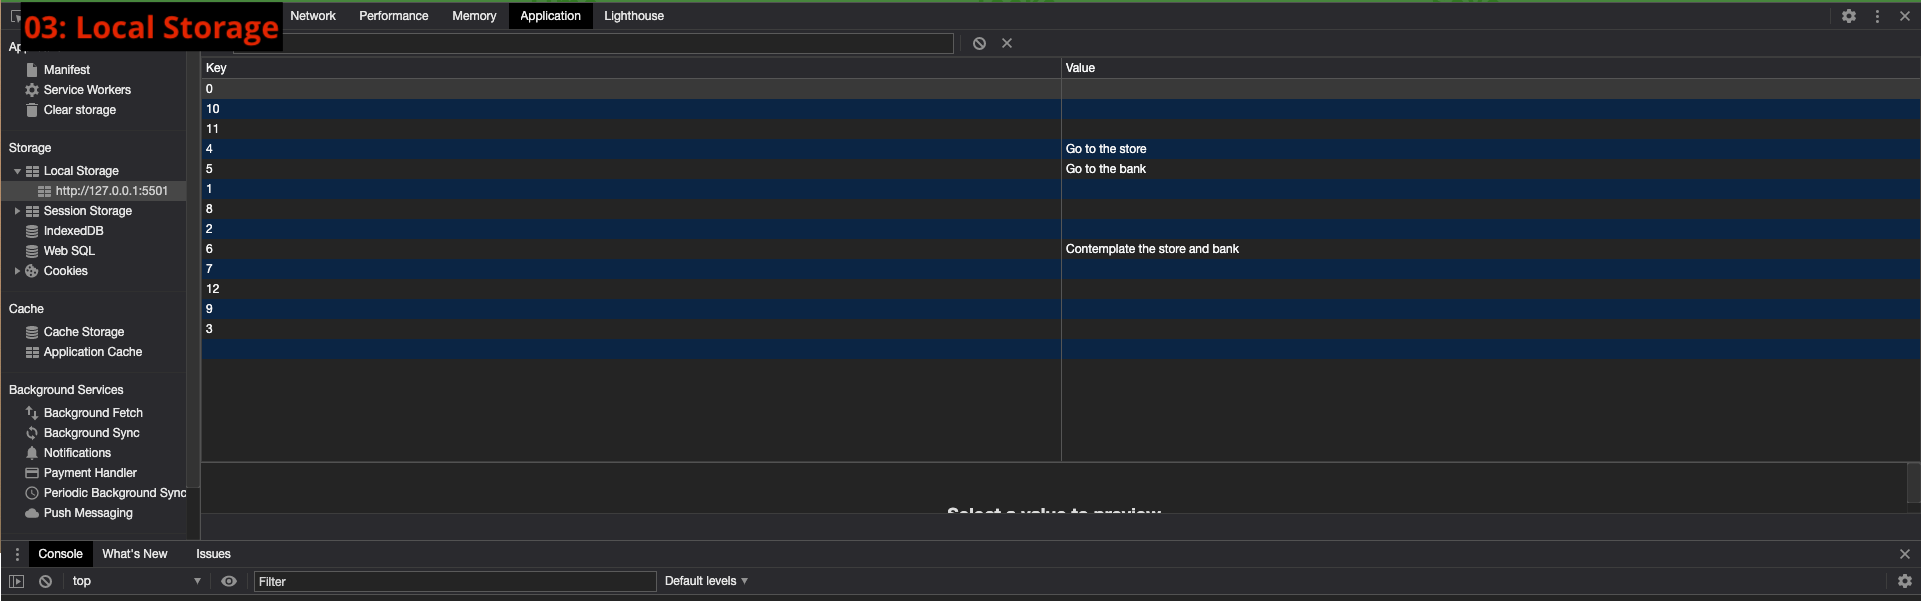 03: Local Storage
Network Performance Memory Application Lighthouse
Manifest
Service Workers
Clear storage
Storage
Local Storage
http://127.0.0.1:5501
Session Storage
IndexedDB
Web SQL
Cookies
Cache
Cache Storage
Application Cache
Background Services
Background Fetch
Background Sync
Notifications
Payment Handler
Periodic Background Sync
Push Messaging
Key Value
0
10
11
4 Go to the store
5 Go to the bank
1
8
2
6 Contemplate the store and bank
7
12
9
3
Select a value to preview
Console What's New Issues
top Filter Default levels